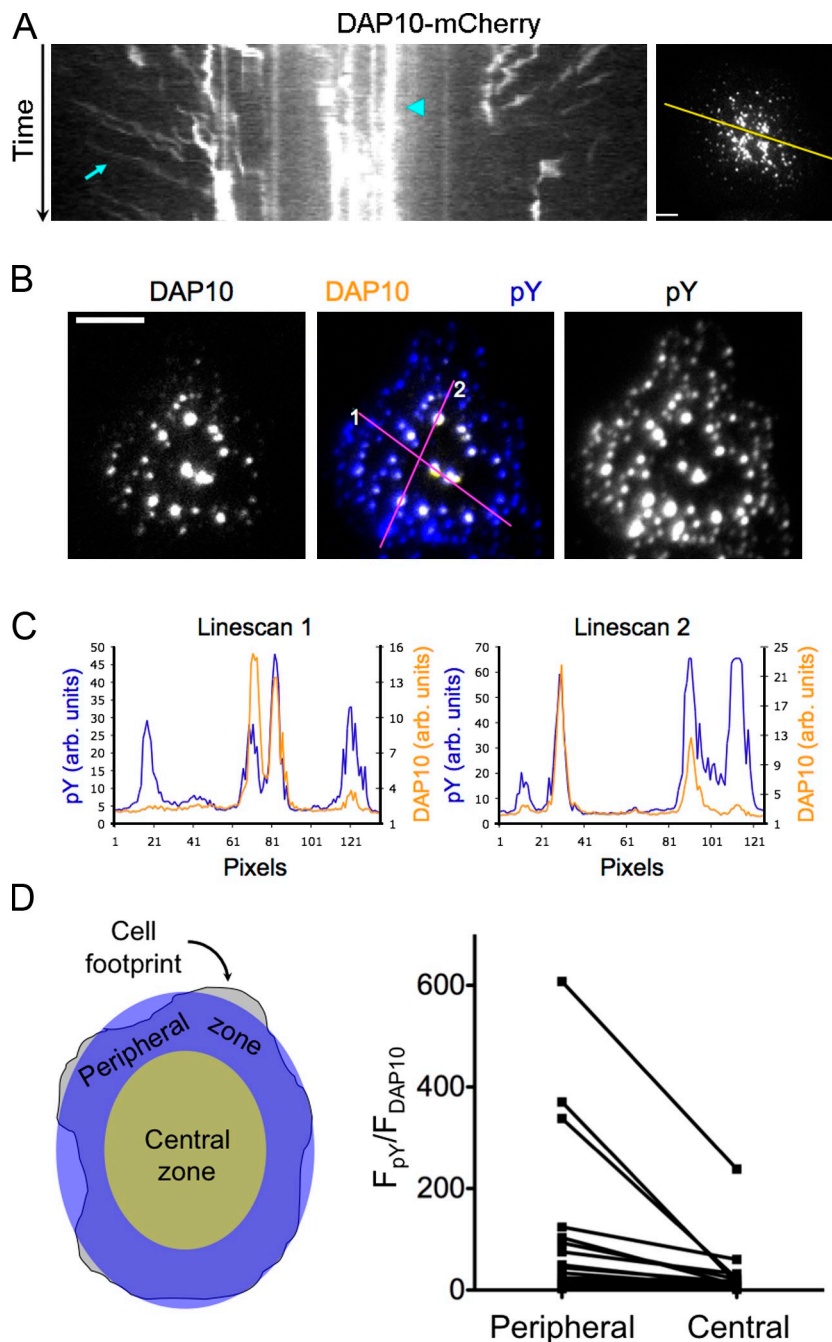 A
DAP10-mCherry
Time
B
DAP10
DAP10 pY
pY
1
2
C
Linescan 1
Linescan 2
pY (arb. units)
50
45
40
35
30
25
20
15
10
5
0
16
13
10
7
4
1
DAP10 (arb. units)
1 21 41 61 81 101 121
Pixels
pY (arb. units)
70
60
50
40
30
20
10
0
25
21
17
13
9
5
1
DAP10 (arb. units)
1 21 41 61 81 101 121
Pixels
D
Cell
footprint
Peripheral zone
Central
zone
FpY/FDAP10
600
400
200
0
Peripheral Central